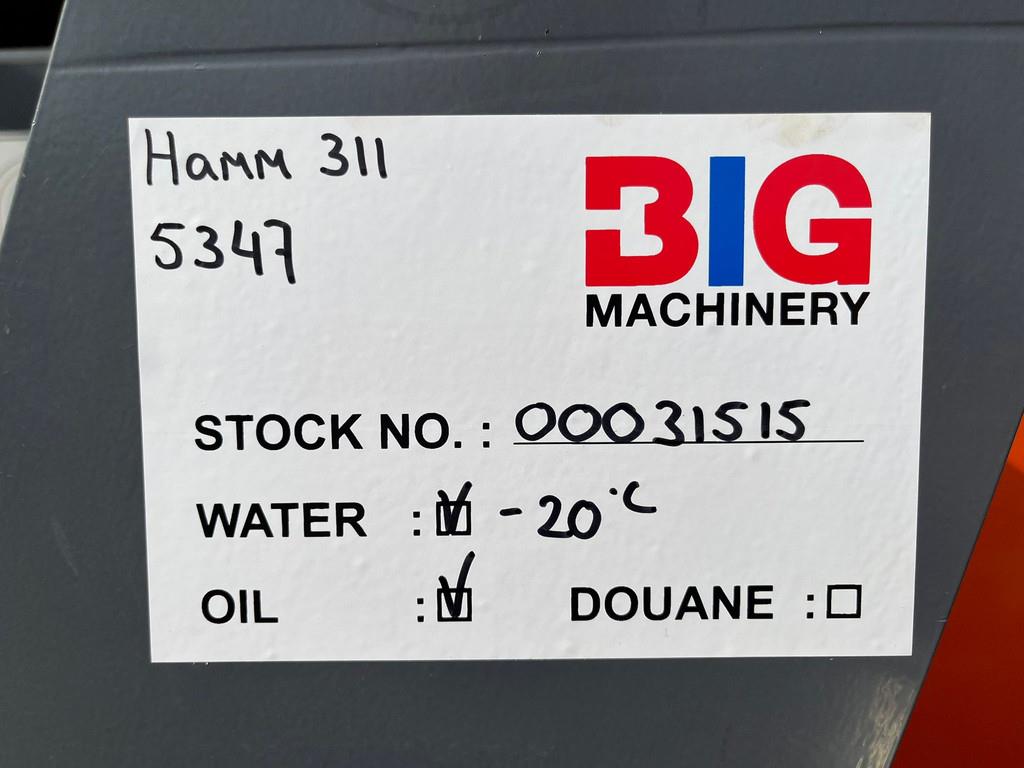 Hamm 311
5347
BIG
MACHINERY
STOCK NO. : 00031515
WATER : ☑ -20°C
OIL : ☑ DOUANE : ☐